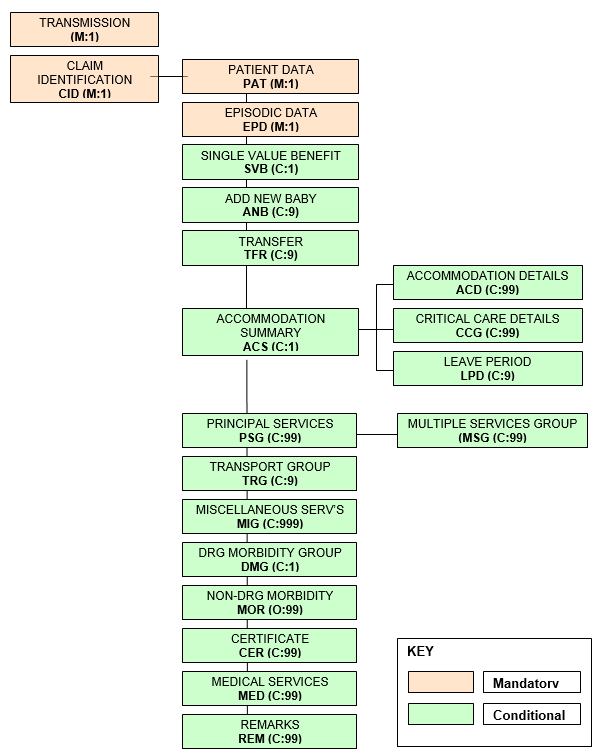 TRANSMISSION
(M:1)
CLAIM
IDENTIFICATION
CID (M:1)
PATIENT DATA
PAT (M:1)
EPISODIC DATA
EPD (M:1)
SINGLE VALUE BENEFIT
SVB (C:1)
ADD NEW BABY
ANB (C:9)
TRANSFER
TFR (C:9)
ACCOMMODATION
SUMMARY
ACS (C:1)
ACCOMMODATION DETAILS
ACD (C:99)
CRITICAL CARE DETAILS
CCG (C:99)
LEAVE PERIOD
LPD (C:9)
PRINCIPAL SERVICES
PSG (C:99)
MULTIPLE SERVICES GROUP
(MSG (C:99)
TRANSPORT GROUP
TRG (C:9)
MISCELLANEOUS SERV'S
MIG (C:999)
DRG MORBIDITY GROUP
DMG (C:1)
NON-DRG MORBIDITY
MOR (O:99)
CERTIFICATE
CER (C:99)
MEDICAL SERVICES
MED (C:99)
REMARKS
REM (C:99)
KEY
Mandatory
Conditional